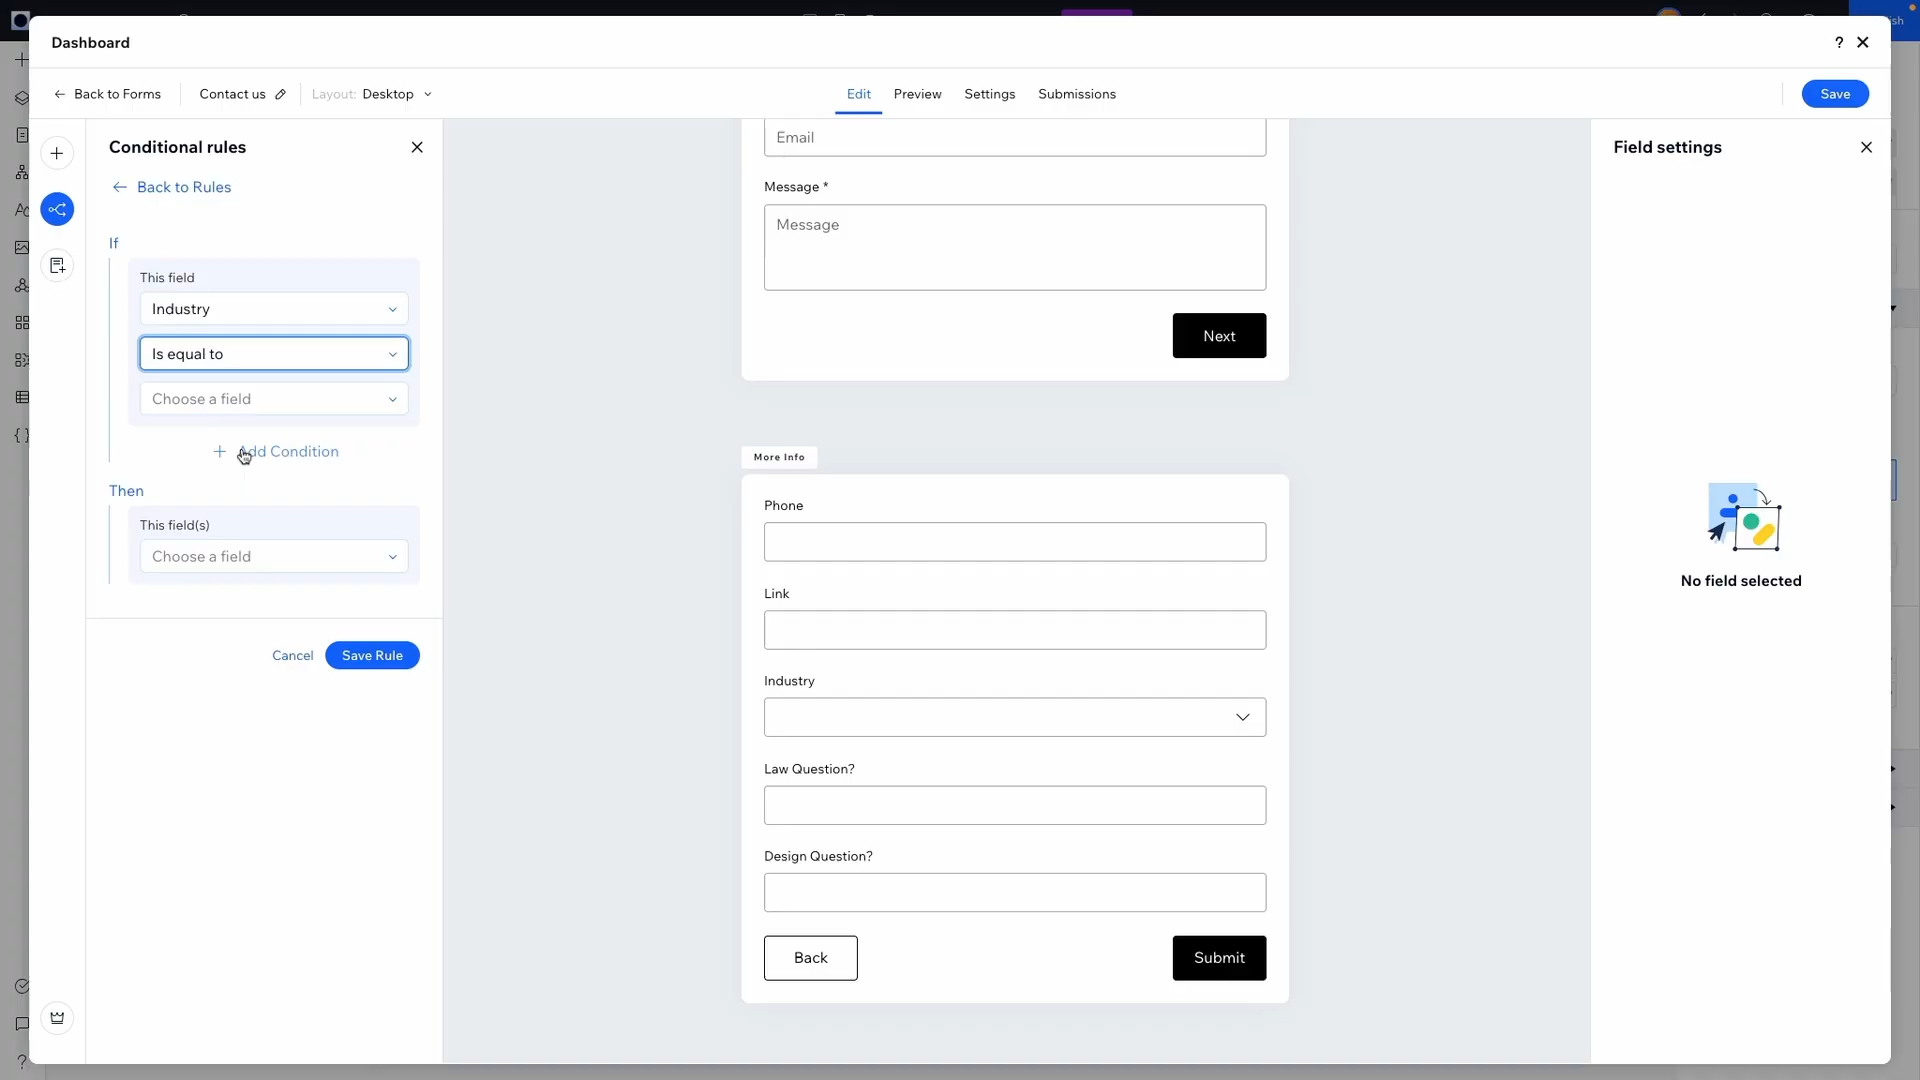 Dashboard
?
Back to Forms
Contact us
Layout: Desktop
Edit
Preview
Settings
Submissions
Save
Conditional rules
Back to Rules
If
This field
Industry
Is equal to
Choose a field
+ Add Condition
Then
This field(s)
Choose a field
Cancel
Save Rule
Email
Message *
Message
Next
More Info
Phone
Link
Industry
Law Question?
Design Question?
Back
Submit
Field settings
No field selected